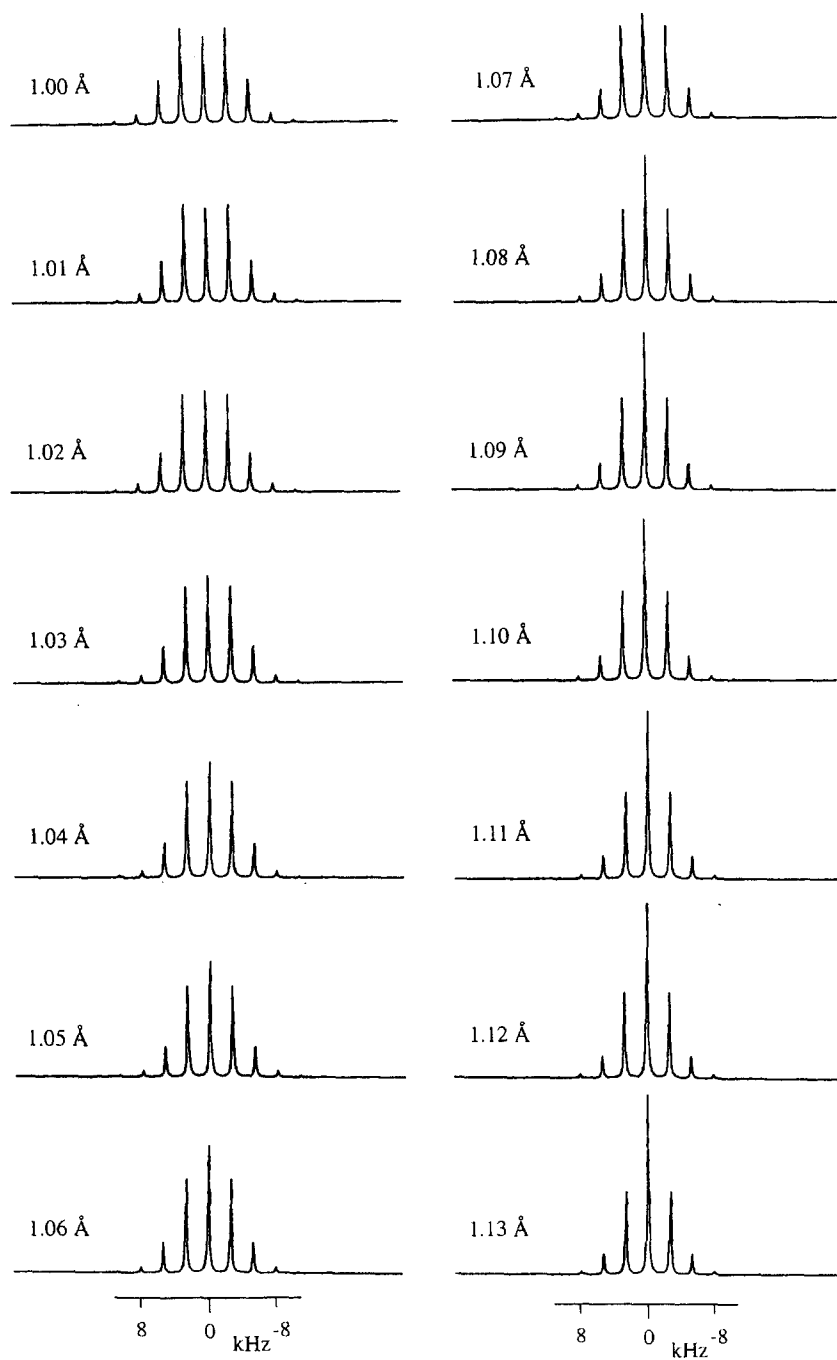 1.00 Å
1.01 Å
1.02 Å
1.03 Å
1.04 Å
1.05 Å
1.06 Å
8 0 -8
kHz
1.07 Å
1.08 Å
1.09 Å
1.10 Å
1.11 Å
1.12 Å
1.13 Å
8 0 -8
kHz